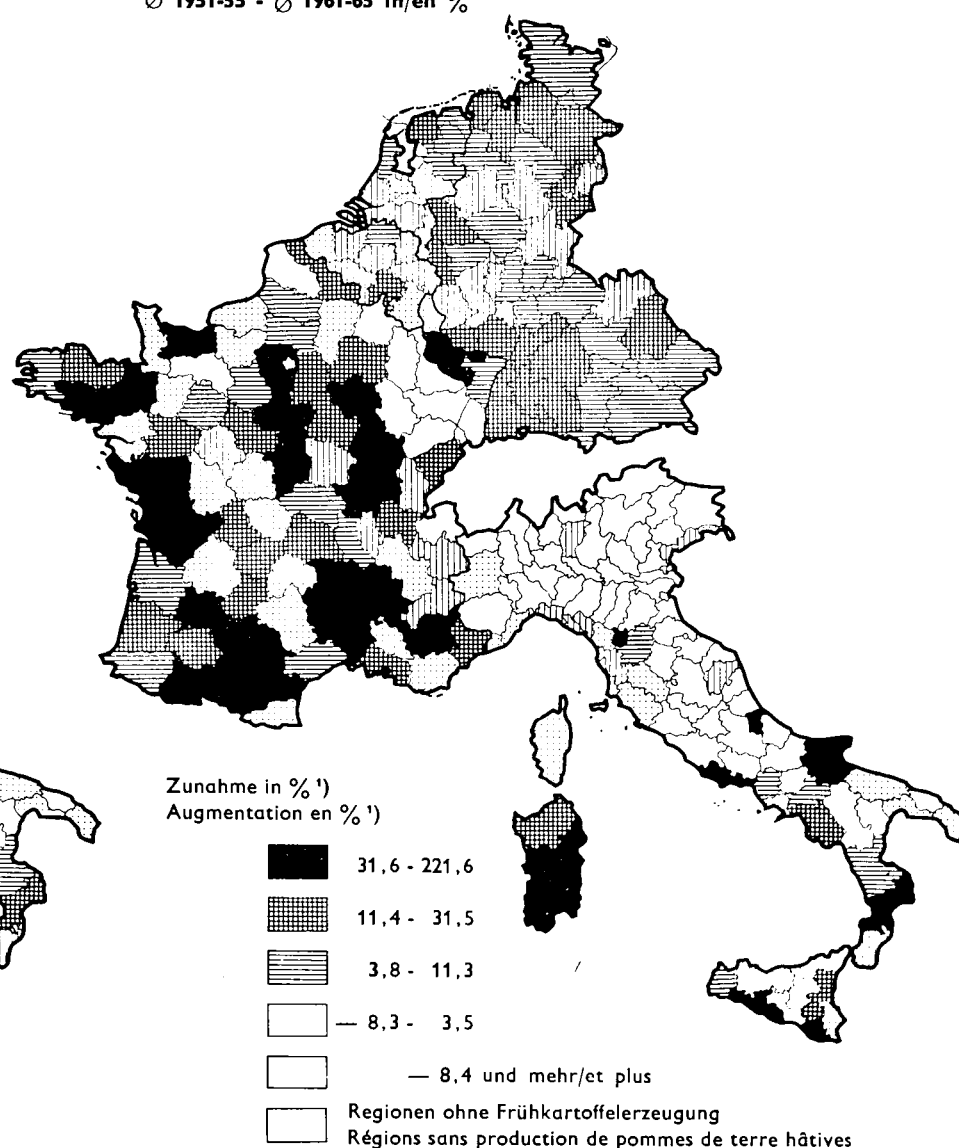 Ø 1951-55 - Ø 1961-65 in/en %
Zunahme in % ¹)
Augmentation en % ¹)
31,6 - 221,6
11,4 - 31,5
3,8 - 11,3
— 8,3 - 3,5
— 8,4 und mehr/et plus
Regionen ohne Frühkartoffelerzeugung
Régions sans production de pommes de terre hâtives